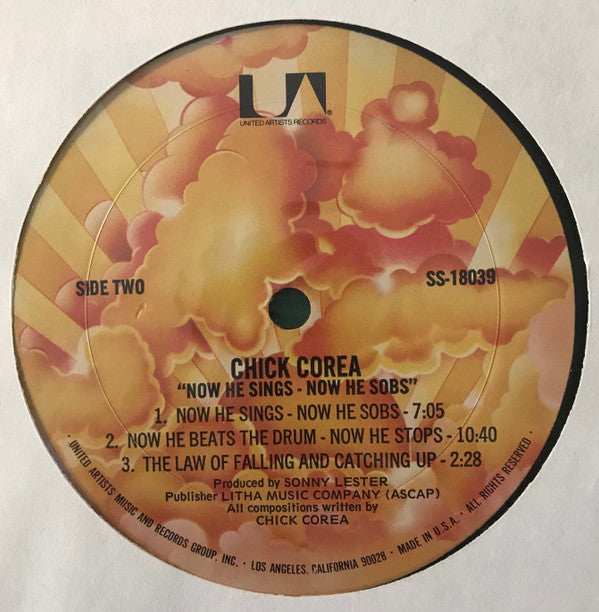 UA®
UNITED ARTISTS RECORDS
SIDE TWO
SS-18039
CHICK COREA
“NOW HE SINGS - NOW HE SOBS”
1. NOW HE SINGS - NOW HE SOBS - 7:05
2. NOW HE BEATS THE DRUM - NOW HE STOPS - 10:40
3. THE LAW OF FALLING AND CATCHING UP - 2:28
Produced by SONNY LESTER
Publisher LITHA MUSIC COMPANY (ASCAP)
All compositions written by
CHICK COREA
· UNITED ARTISTS MUSIC AND RECORDS GROUP, INC. · LOS ANGELES, CALIFORNIA 90028 · MADE IN U.S.A. · ALL RIGHTS RESERVED ·